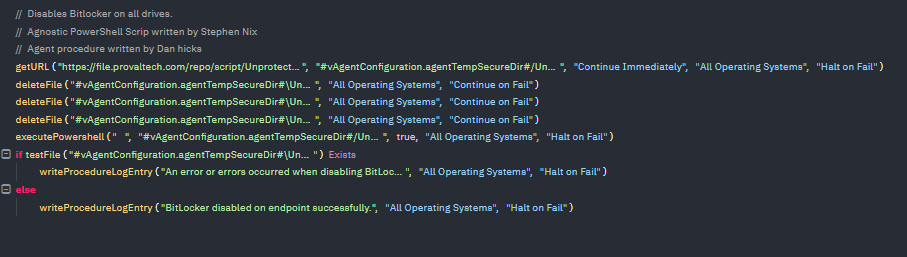 // Disables Bitlocker on all drives.
// Agnostic PowerShell Scrip written by Stephen Nix
// Agent procedure written by Dan hicks
getURL ("https://file.provaltech.com/repo/script/Unprotect... ", "#vAgentConfiguration.agentTempSecureDir#/Un... ", "Continue Immediately", "All Operating Systems", "Halt on Fail")
deleteFile ("#vAgentConfiguration.agentTempSecureDir#\Un... ", "All Operating Systems", "Continue on Fail")
deleteFile ("#vAgentConfiguration.agentTempSecureDir#\Un... ", "All Operating Systems", "Continue on Fail")
deleteFile ("#vAgentConfiguration.agentTempSecureDir#\Un... ", "All Operating Systems", "Continue on Fail")
executePowershell (" ", "#vAgentConfiguration.agentTempSecureDir#/Un... ", true, "All Operating Systems", "Halt on Fail")
if testFile ("#vAgentConfiguration.agentTempSecureDir#\Un... ") Exists
writeProcedureLogEntry ("An error or errors occurred when disabling BitLoc... ", "All Operating Systems", "Halt on Fail")
else
writeProcedureLogEntry ("BitLocker disabled on endpoint successfully.", "All Operating Systems", "Halt on Fail")